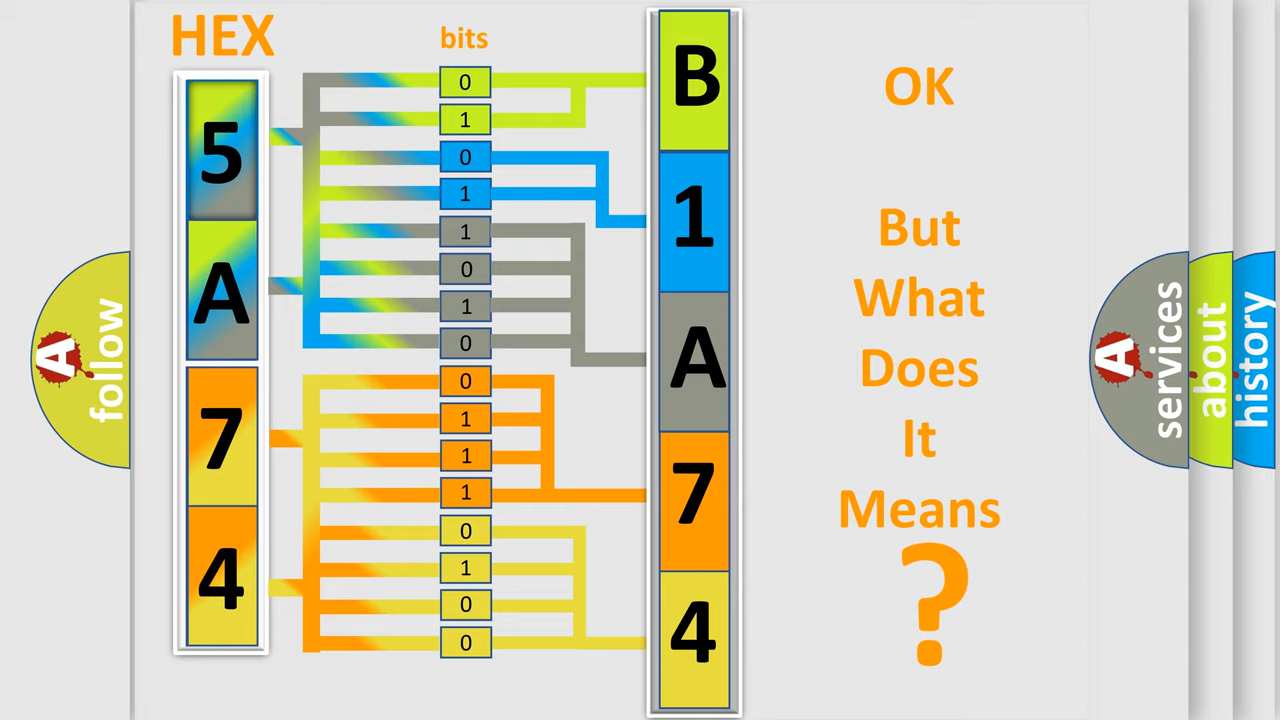 HEX
bits
5
A
7
4
0
1
0
1
1
0
1
0
0
1
1
1
0
1
0
0
B
1
A
7
4
OK
But
What
Does
It
Means
?
A
follow
A
services
about
history